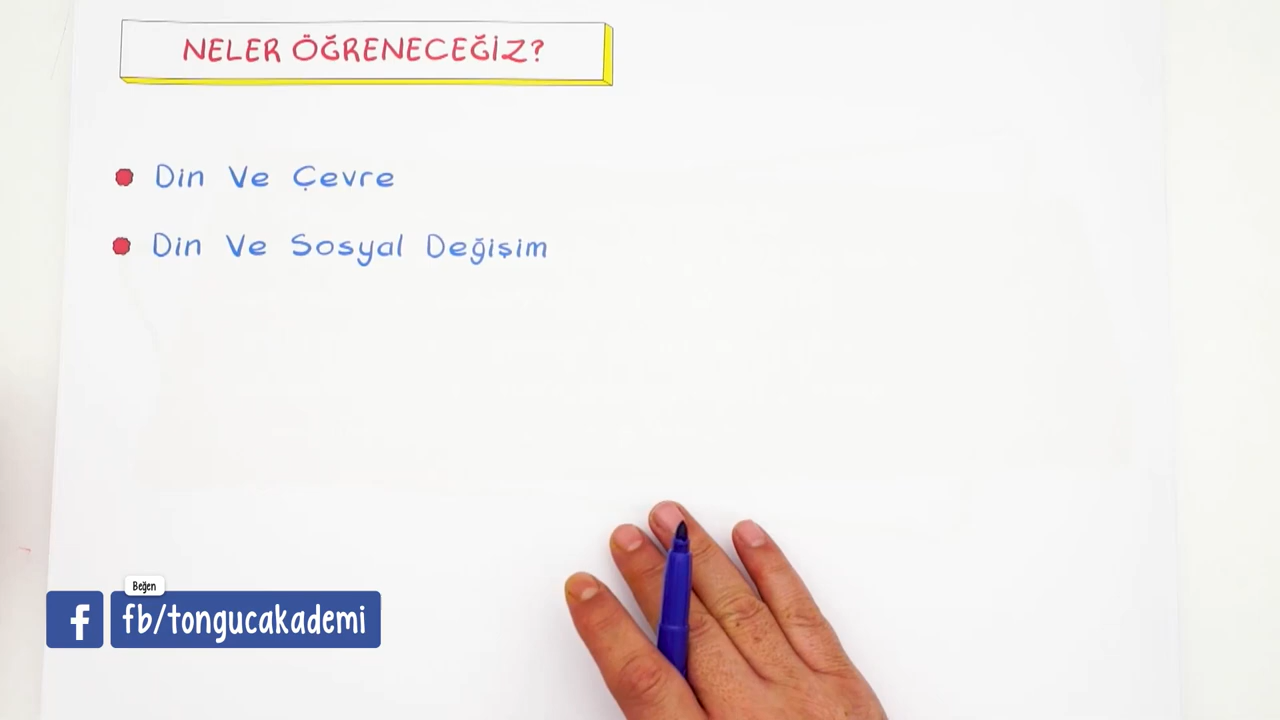 NELER ÖĞRENECEĞİZ?
Din Ve Çevre
Din Ve Sosyal Değişim
Beğen
fb/tongucakademi